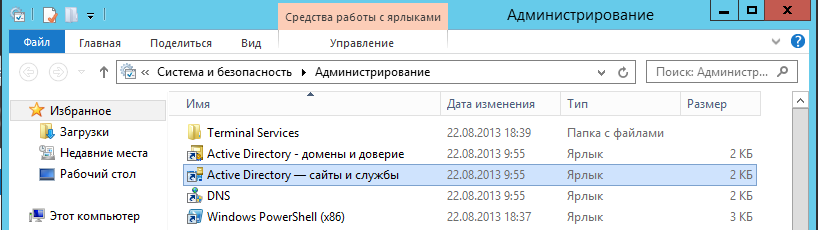 Средства работы с ярлыками Администрирование
Файл Главная Поделиться Вид Управление
« Система и безопасность Администрирование Поиск: Администр...
Избранное Имя Дата изменения Тип Размер
Загрузки Terminal Services 22.08.2013 18:39 Папка с файлами
Недавние места Active Directory - домены и доверие 22.08.2013 9:55 Ярлык 2 КБ
Рабочий стол Active Directory — сайты и службы 22.08.2013 9:55 Ярлык 2 КБ
DNS 22.08.2013 9:55 Ярлык 2 КБ
Этот компьютер Windows PowerShell (x86) 22.08.2013 18:37 Ярлык 3 КБ